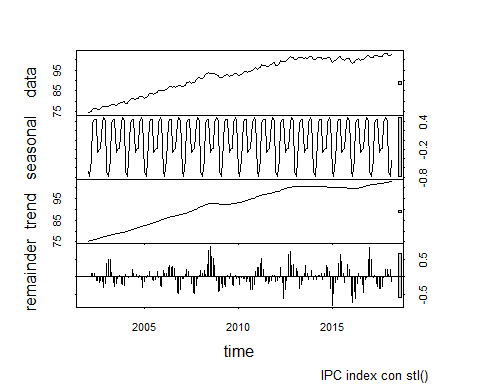 data
75 85 95
seasonal
-0.8 -0.2 0.4
trend
75 85 95
remainder
-0.5 0.5
2005 2010 2015
time
IPC index con stl()